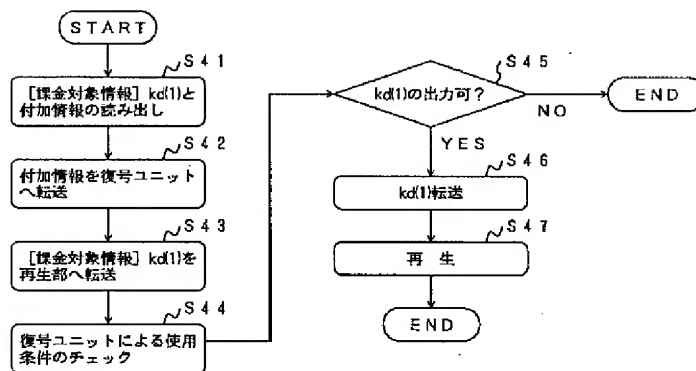 START
S41
［課金対象情報］kd(1)と
付加情報の読み出し
S42
付加情報を復号ユニット
へ転送
S43
［課金対象情報］kd(1)を
再生部へ転送
S44
復号ユニットによる使用
条件のチェック
S45
kd(1)の出力可？
NO
END
YES
S46
kd(1)転送
S47
再 生
END